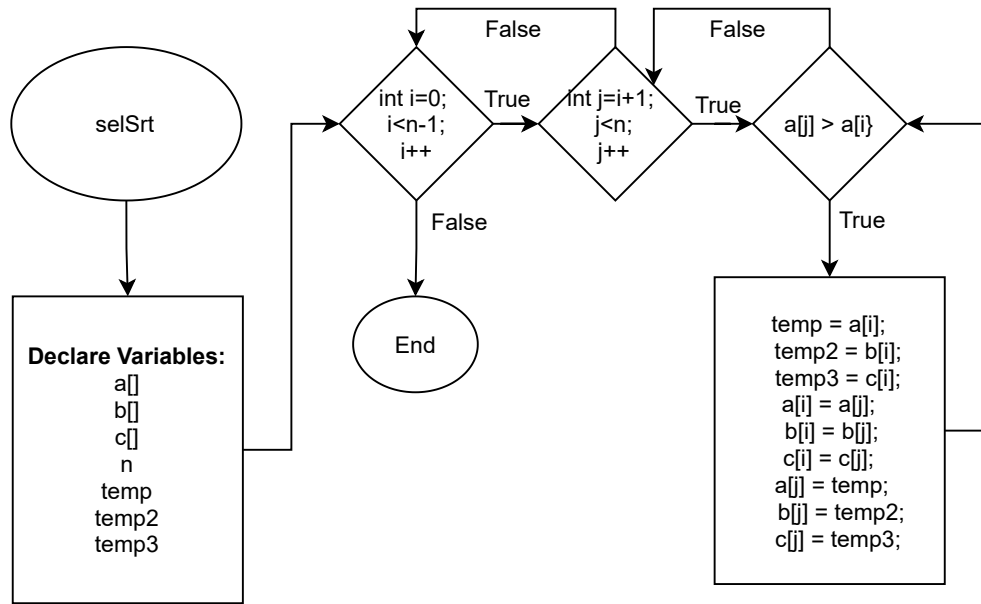 selSrt
Declare Variables:
a[]
b[]
c[]
n
temp
temp2
temp3
int i=0;
i<n-1;
i++
False
True
False
End
int j=i+1;
j<n;
j++
True
False
a[j] > a[i}
True
temp = a[i];
temp2 = b[i];
temp3 = c[i];
a[i] = a[j];
b[i] = b[j];
c[i] = c[j];
a[j] = temp;
b[j] = temp2;
c[j] = temp3;